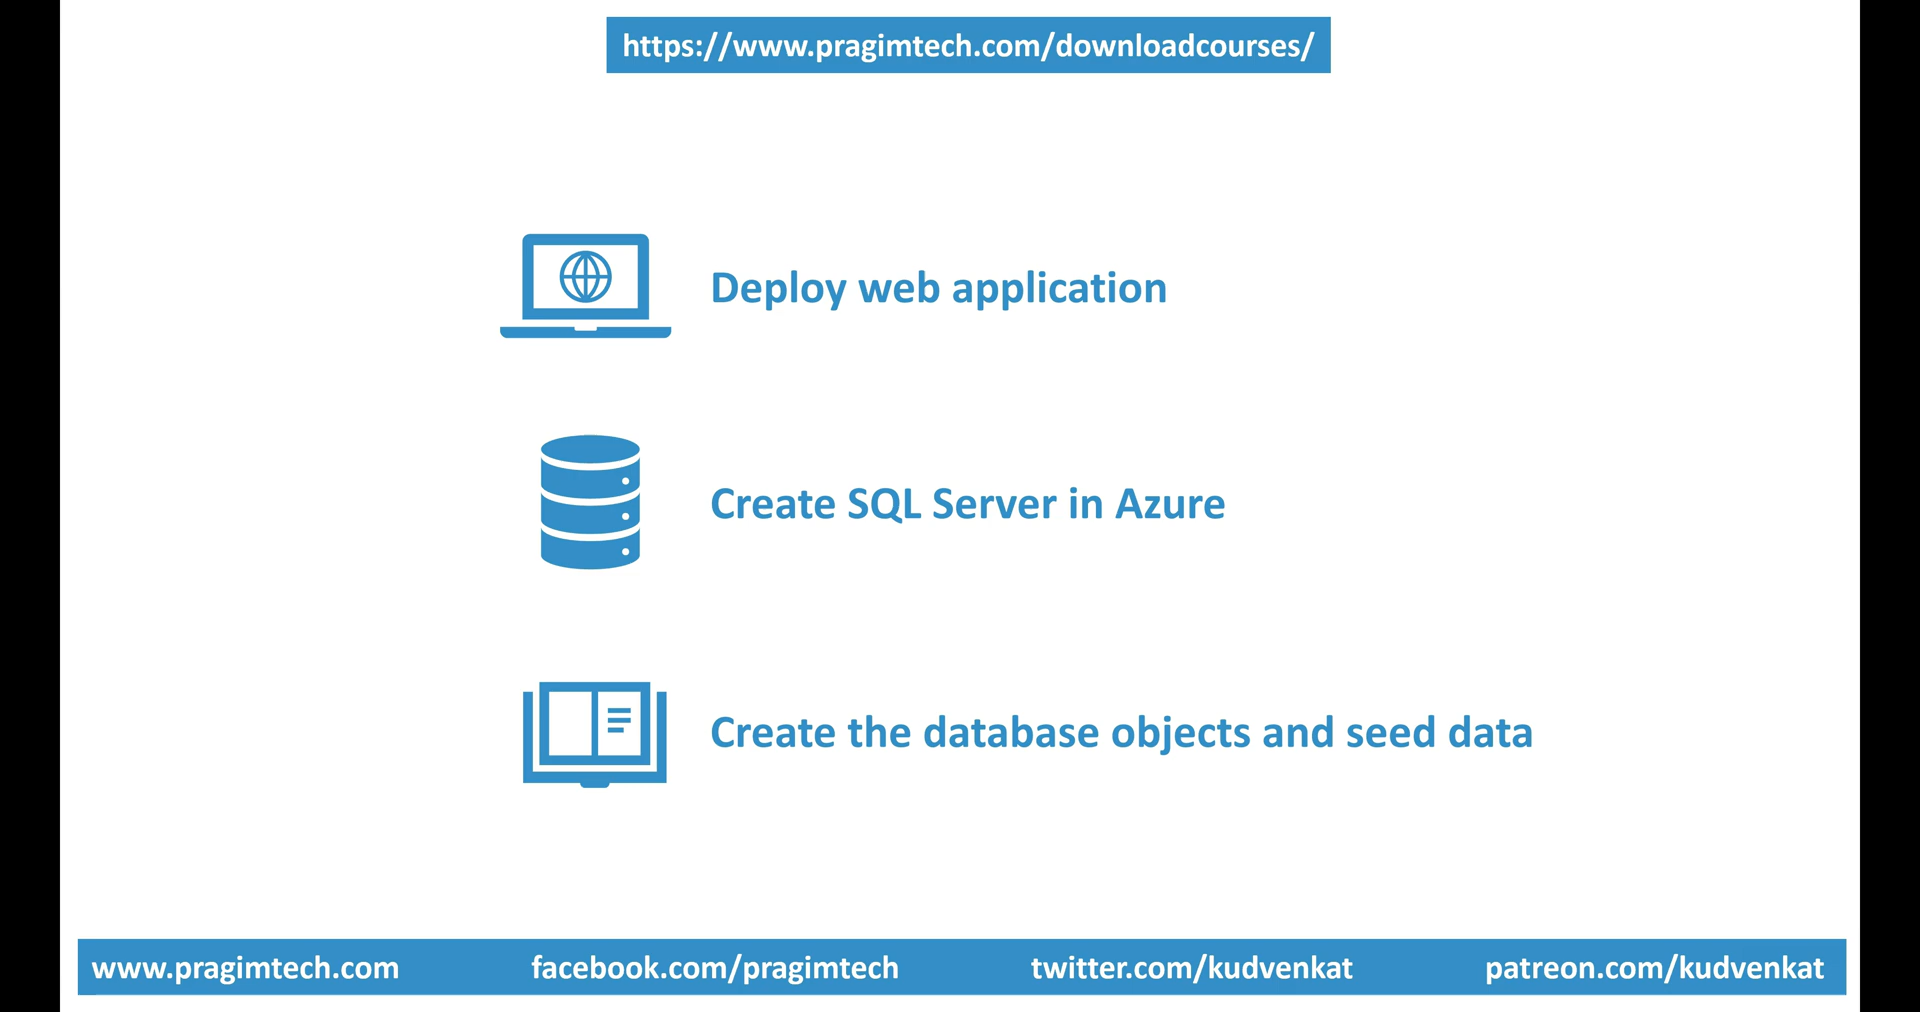 https://www.pragimtech.com/downloadcourses/
Deploy web application
Create SQL Server in Azure
Create the database objects and seed data
www.pragimtech.com facebook.com/pragimtech twitter.com/kudvenkat patreon.com/kudvenkat